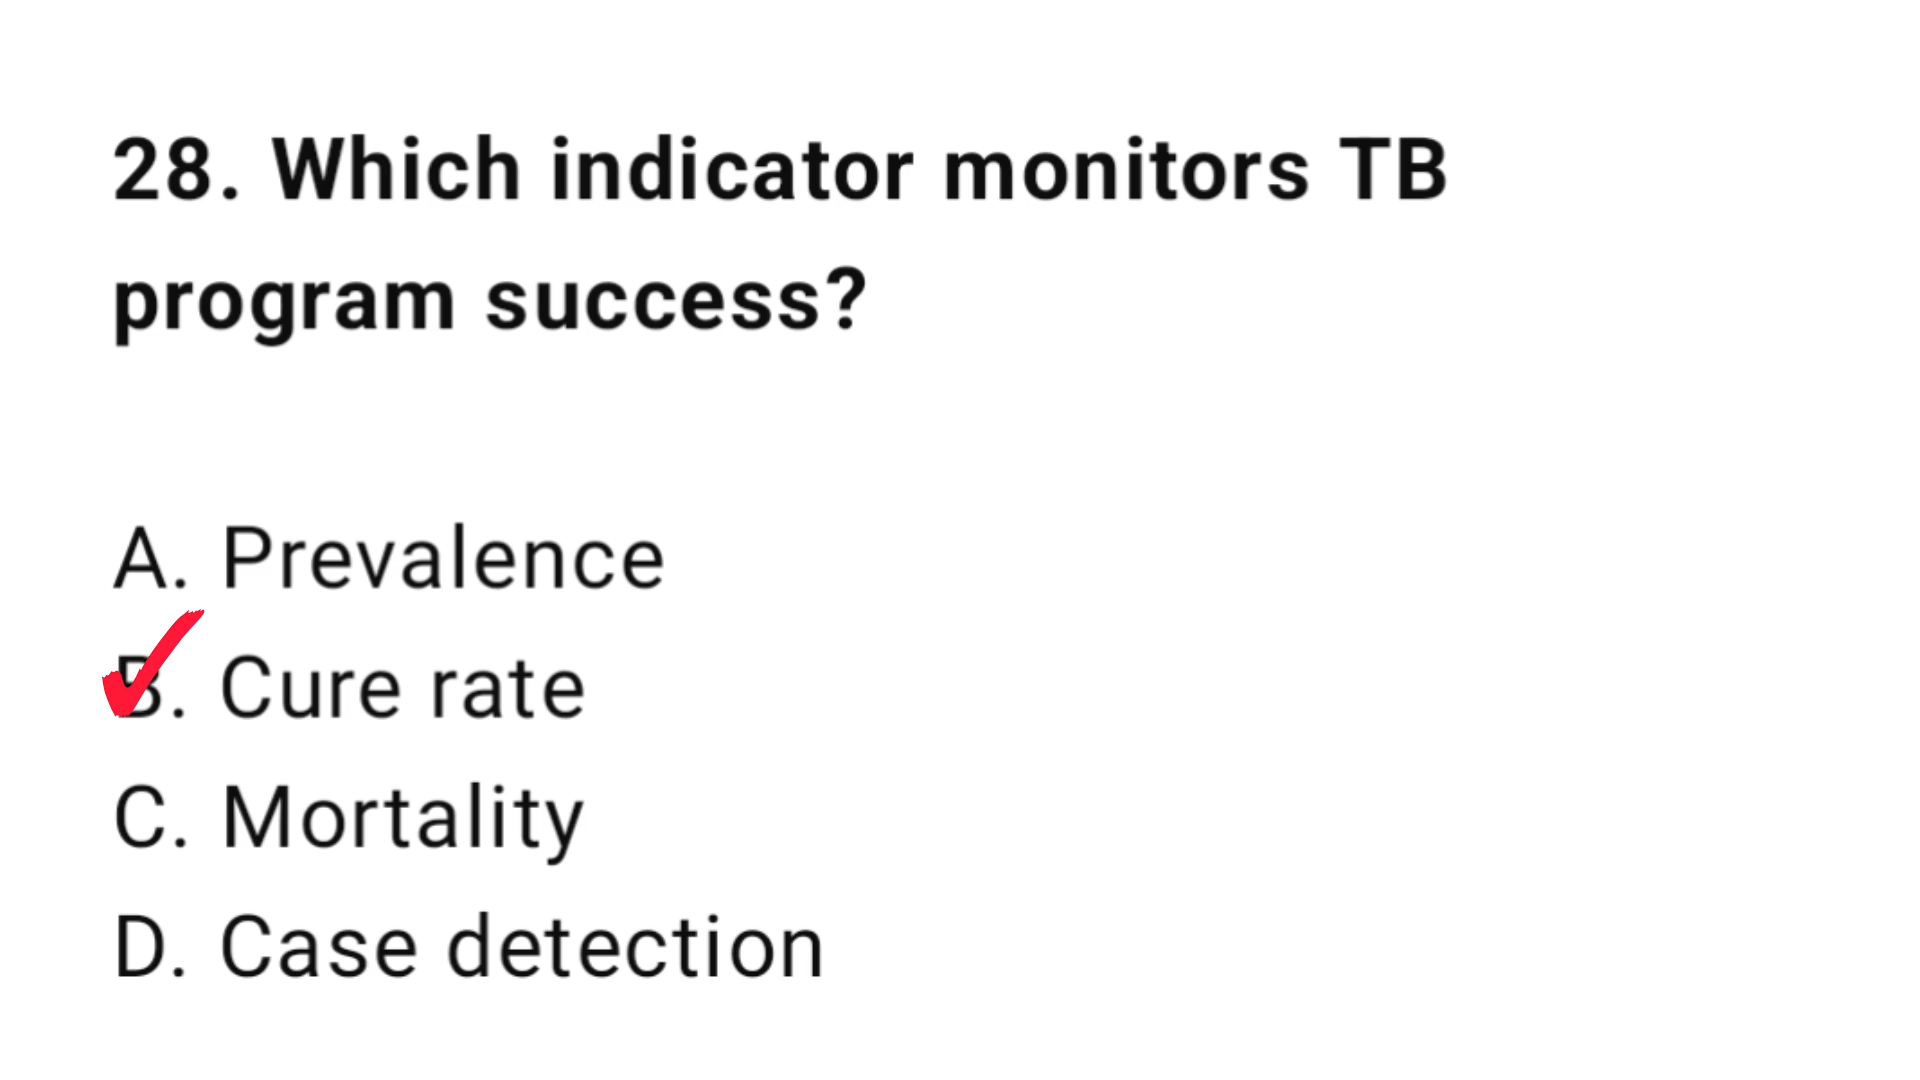 28. Which indicator monitors TB
program success?
A. Prevalence
B. Cure rate
C. Mortality
D. Case detection